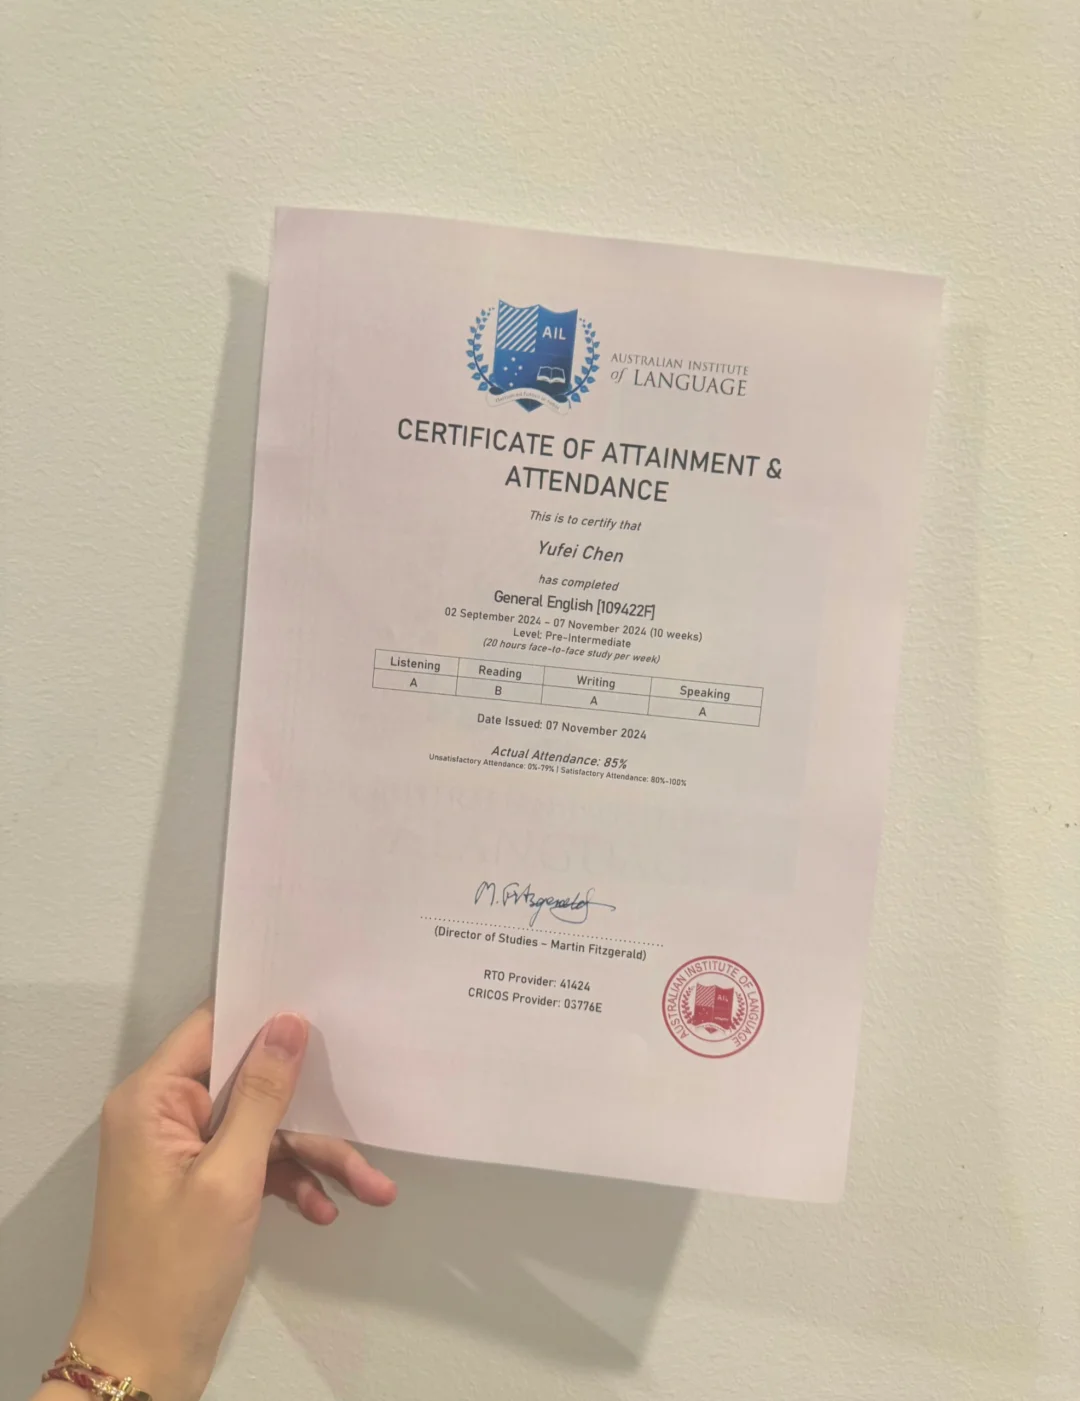 AIL
AUSTRALIAN INSTITUTE
of LANGUAGE
CERTIFICATE OF ATTAINMENT &
ATTENDANCE
This is to certify that
Yufei Chen
has completed
General English [109422F]
02 September 2024 – 07 November 2024 (10 weeks)
Level: Pre-Intermediate
(20 hours face-to-face study per week)
Listening Reading Writing Speaking
A B A A
Date Issued: 07 November 2024
Actual Attendance: 85%
Unsatisfactory Attendance: 0%-79% | Satisfactory Attendance: 80%-100%
M. Fitzgerald
(Director of Studies – Martin Fitzgerald)
RTO Provider: 41424
CRICOS Provider: 03776E
AUSTRALIAN INSTITUTE OF LANGUAGE
AIL